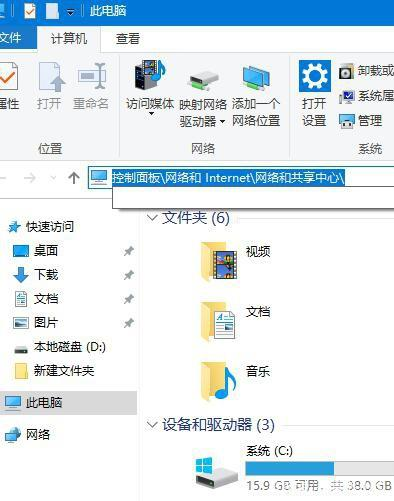 此电脑
文件
计算机
查看
属性
打开
重命名
访问媒体
映射网络
驱动器
添加一个
网络位置
打开
设置
卸载或
系统属
管理
位置
网络
系统
控制面板\网络和 Internet\网络和共享中心\
快速访问
桌面
下载
文档
图片
本地磁盘 (D:)
新建文件夹
此电脑
网络
文件夹 (6)
视频
文档
音乐
设备和驱动器 (3)
系统 (C:)
15.9 GB 可用，共 38.0 GB